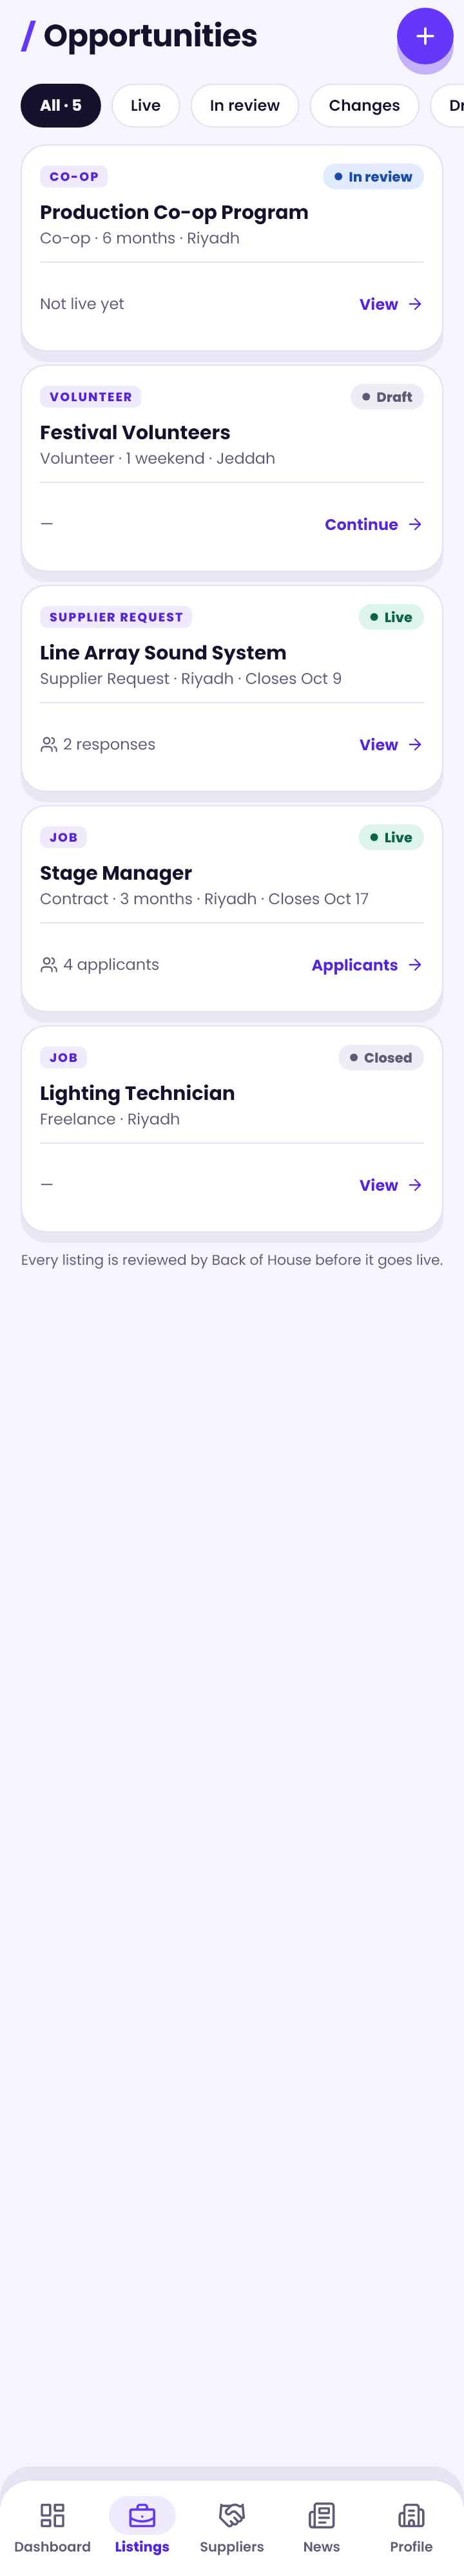 / Opportunities
All · 5
Live
In review
Changes
Dr
CO-OP
In review
Production Co-op Program
Co-op · 6 months · Riyadh
Not live yet
View →
VOLUNTEER
Draft
Festival Volunteers
Volunteer · 1 weekend · Jeddah
—
Continue →
SUPPLIER REQUEST
Live
Line Array Sound System
Supplier Request · Riyadh · Closes Oct 9
2 responses
View →
JOB
Live
Stage Manager
Contract · 3 months · Riyadh · Closes Oct 17
4 applicants
Applicants →
JOB
Closed
Lighting Technician
Freelance · Riyadh
—
View →
Every listing is reviewed by Back of House before it goes live.
Dashboard
Listings
Suppliers
News
Profile